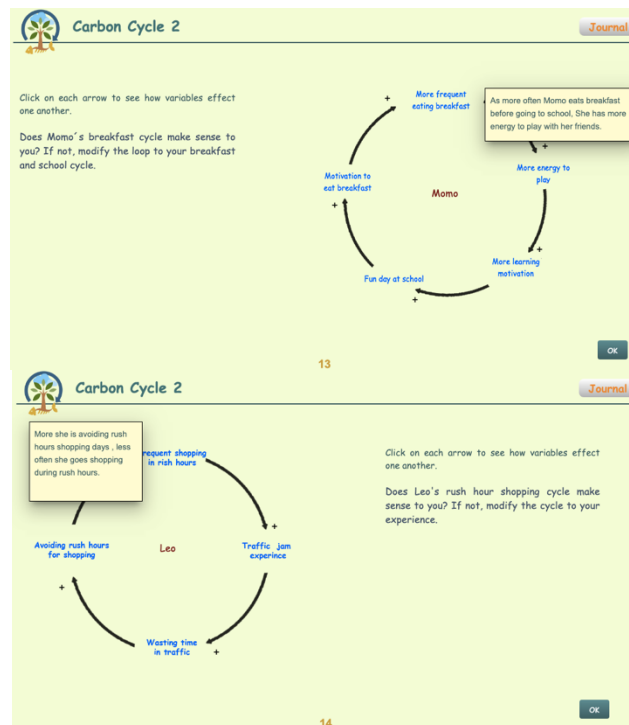 Carbon Cycle 2
Journal
Click on each arrow to see how variables effect
one another.
Does Momo´s breakfast cycle make sense to
you? If not, modify the loop to your breakfast
and school cycle.
+
More frequent
eating breakfast
As more often Momo eats breakfast
before going to school, She has more
energy to play with her friends.
+
More energy to
play
Motivation to
eat breakfast
+
Momo
+
More learning
motivation
Fun day at school
+
OK
13
Carbon Cycle 2
Journal
More she is avoiding rush
hours shopping days , less
often she goes shopping
during rush hours.
requent shopping
in rish hours
Click on each arrow to see how variables effect
one another.
Does Leo's rush hour shopping cycle make
sense to you? If not, modify the cycle to your
experience.
+
Avoiding rush hours
for shopping
Leo
Traffic jam
experince
+
Wasting time
in traffic
+
OK
14